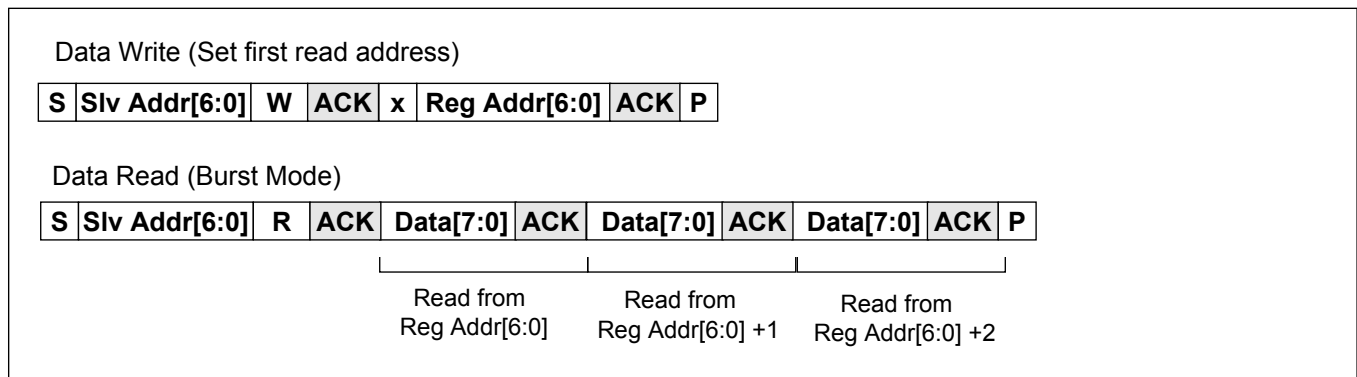 Data Write (Set first read address)
S Slv Addr[6:0] W ACK x Reg Addr[6:0] ACK P
Data Read (Burst Mode)
S Slv Addr[6:0] R ACK Data[7:0] ACK Data[7:0] ACK Data[7:0] ACK P
Read from Read from Read from
Reg Addr[6:0] Reg Addr[6:0] +1 Reg Addr[6:0] +2